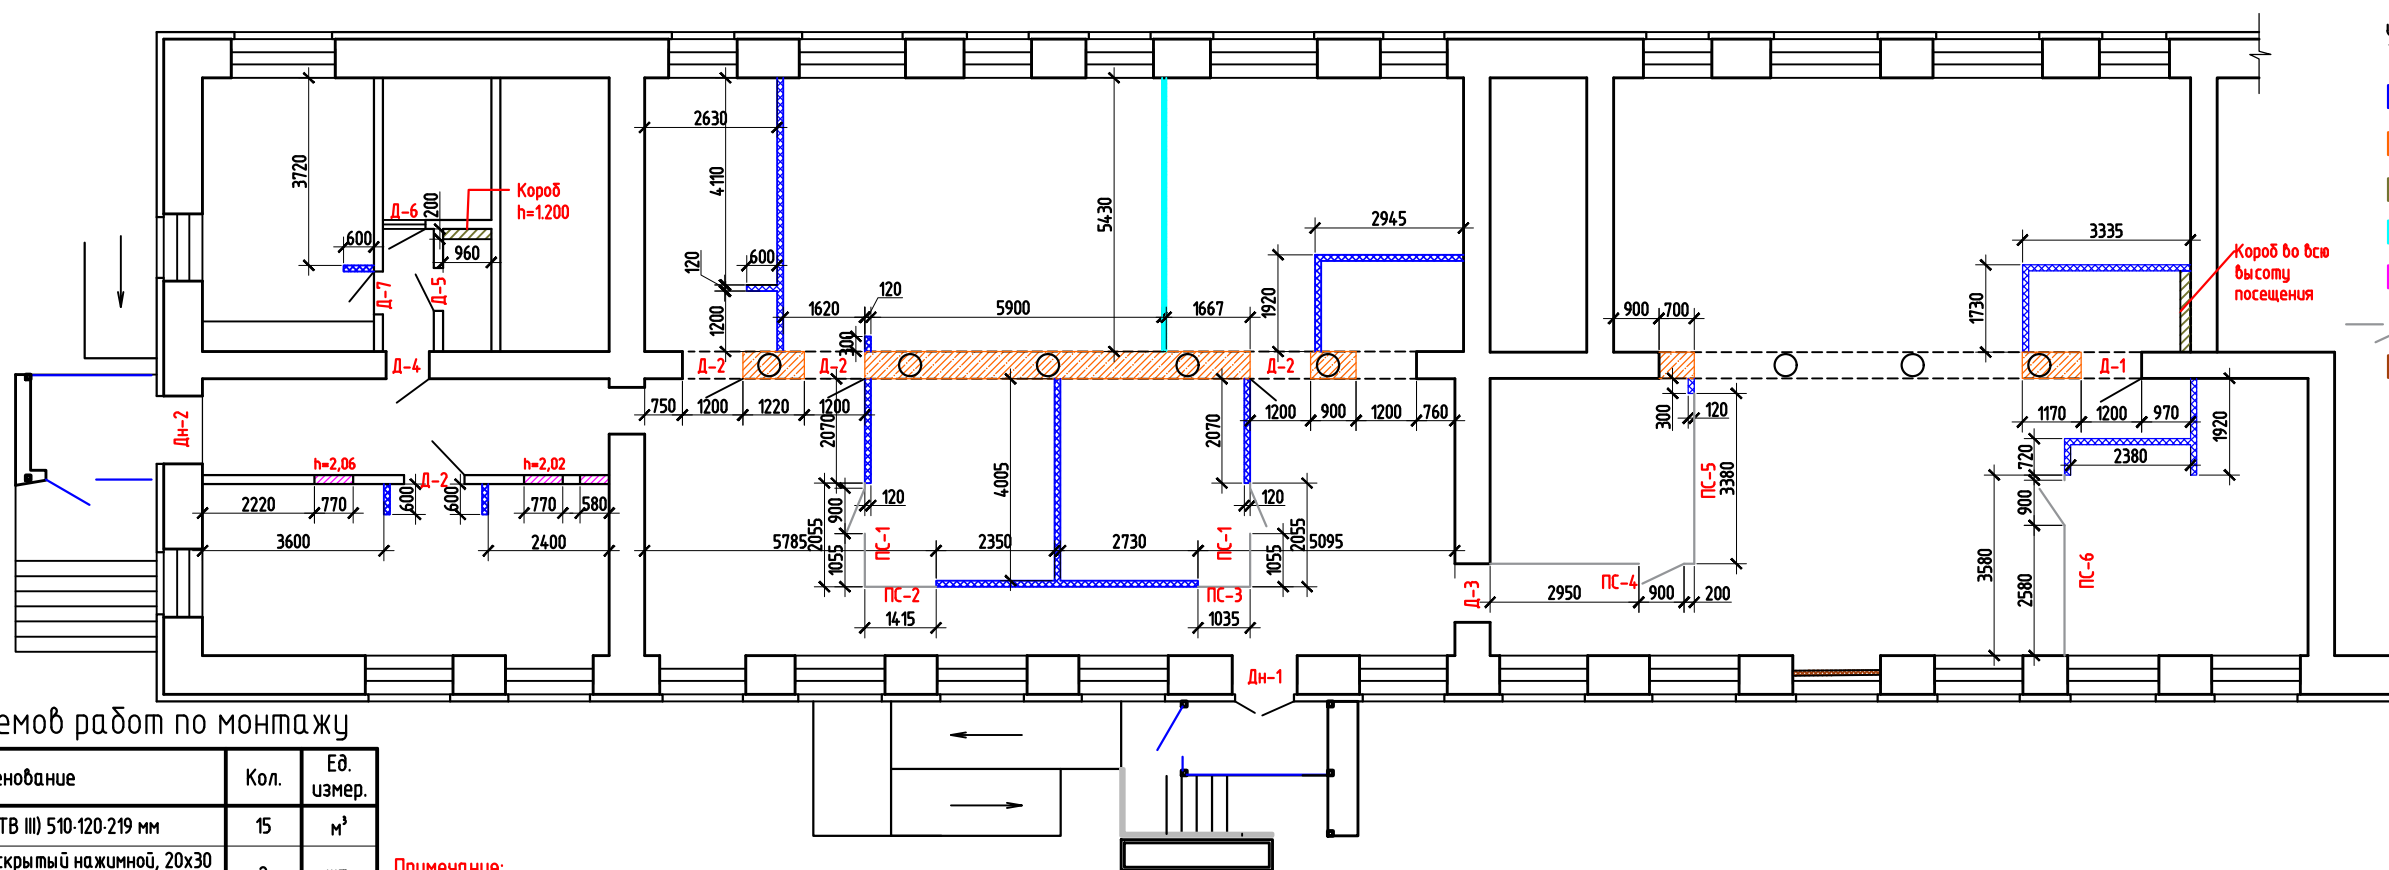 2630
3720
4110
5430
Д-6
200
Короб
h=1.200
600
960
Д-7
Д-5
120
600
1200
1620
300
120
5900
1667
1920
2945
900
700
1730
3335
Короб во всю
высоту
посещения
Д-4
Д-2
Д-2
Д-2
Д-1
Дн-2
750
1200
1220
1200
2070
2070
1200
900
1200
760
300
120
3380
ПС-5
1170
1200
970
1920
720
2380
h=2,06
Д-2
h=2,02
2220
770
600
600
770
580
3600
2400
5785
2055
900
120
1055
ПС-1
4005
2350
2730
ПС-1
120
2055
1055
5095
900
3580
2580
ПС-6
ПС-2
ПС-3
1415
1035
Д-3
ПС-4
2950
900
200
Дн-1
емов работ по монтажу
енование
Кол.
Ед.
измер.
ТВ III) 510·120·219 мм
15
м³
скрытый нажимной, 20х30
Примечание: